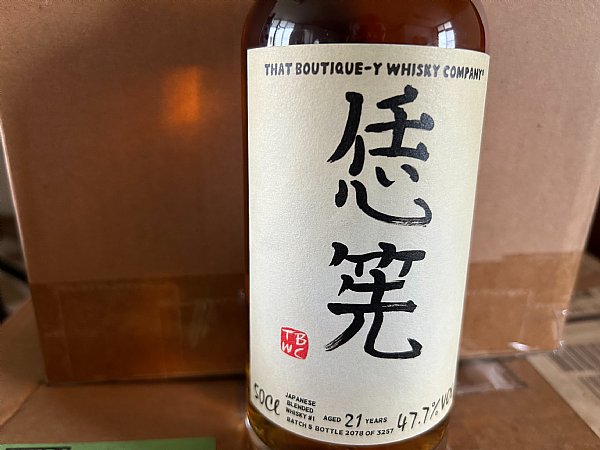 THAT BOUTIQUE-Y WHISKY COMPANY®
恁
筅
TB
WC
50cl
JAPANESE
BLENDED
WHISKY #1
AGED 21 YEARS
47.7% VOL
BATCH 5 BOTTLE 2078 OF 3257